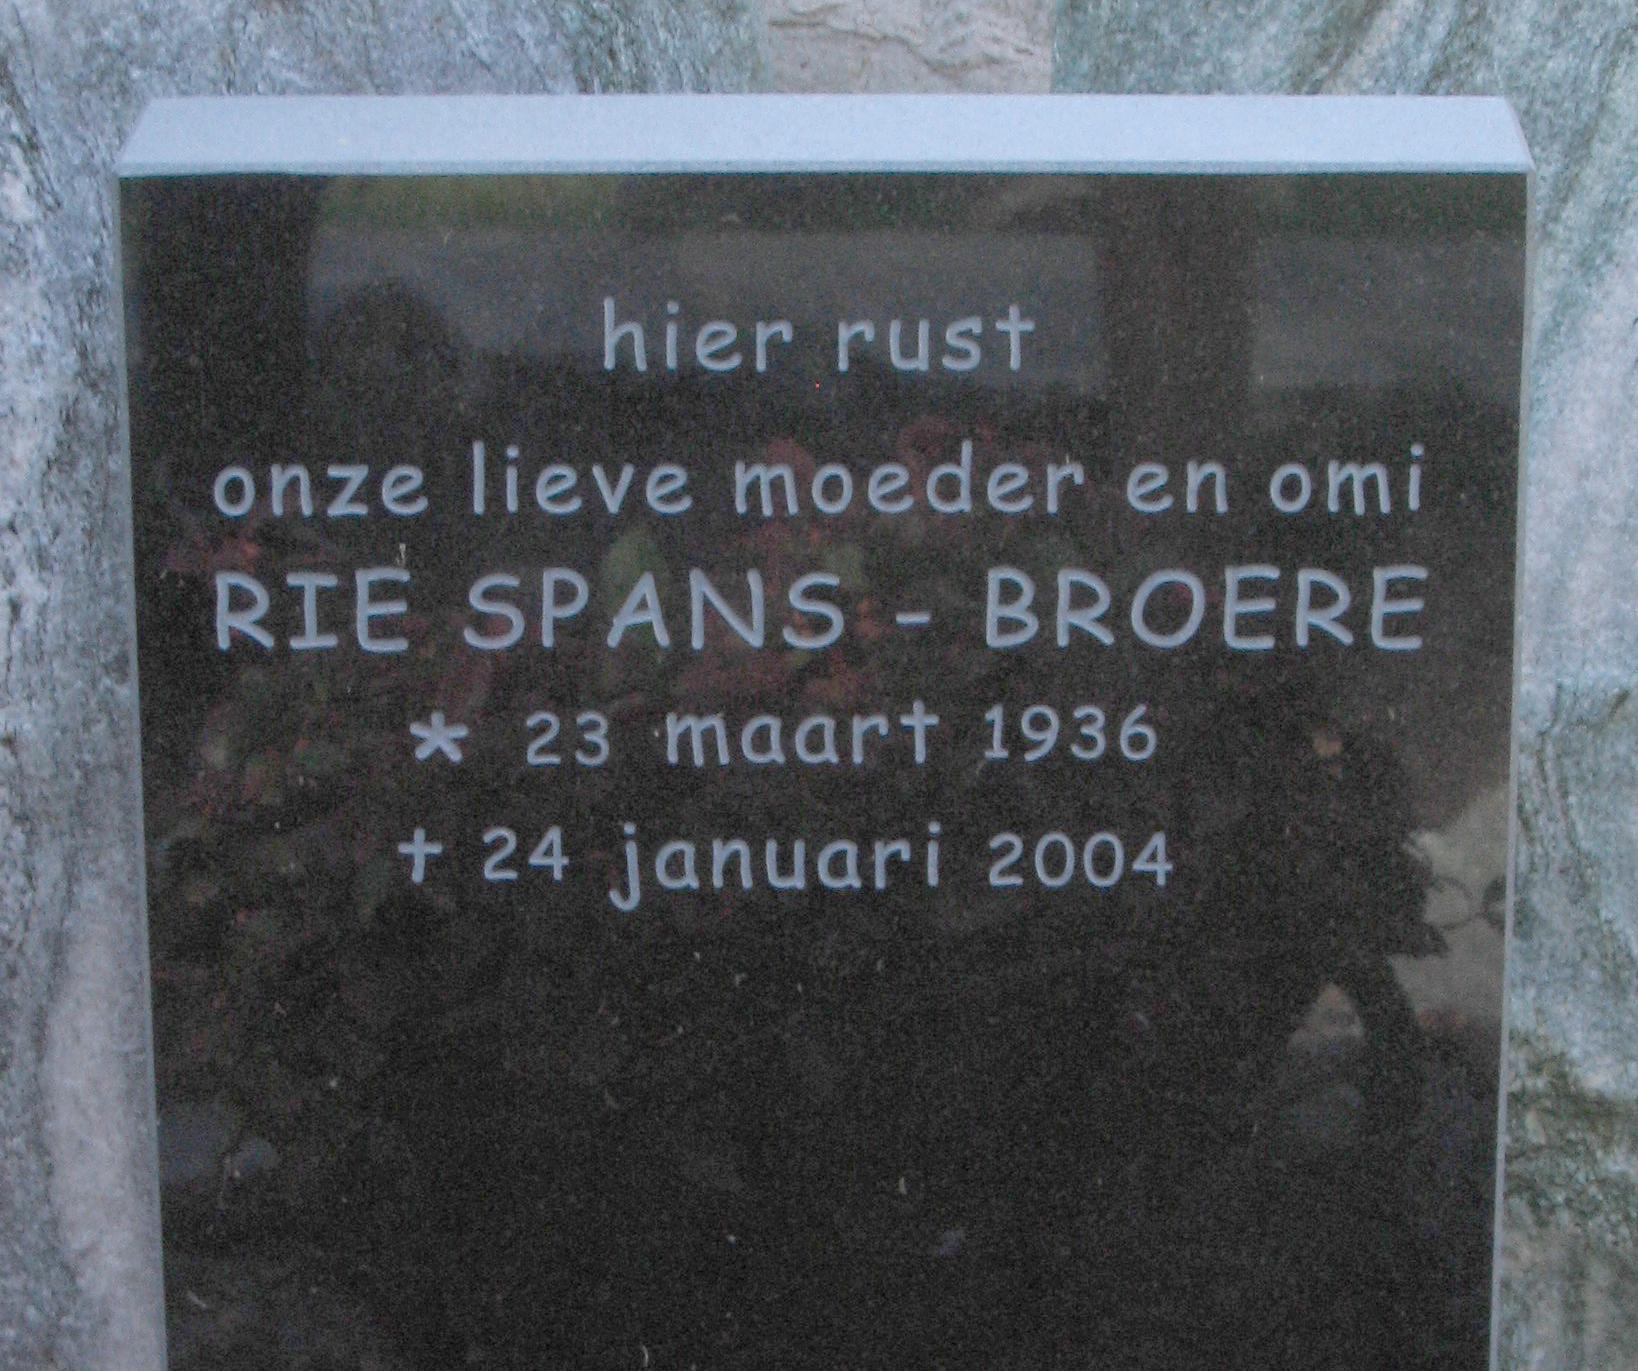 hier rust
onze lieve moeder en omi
RIE SPANS - BROERE
* 23 maart 1936
† 24 januari 2004